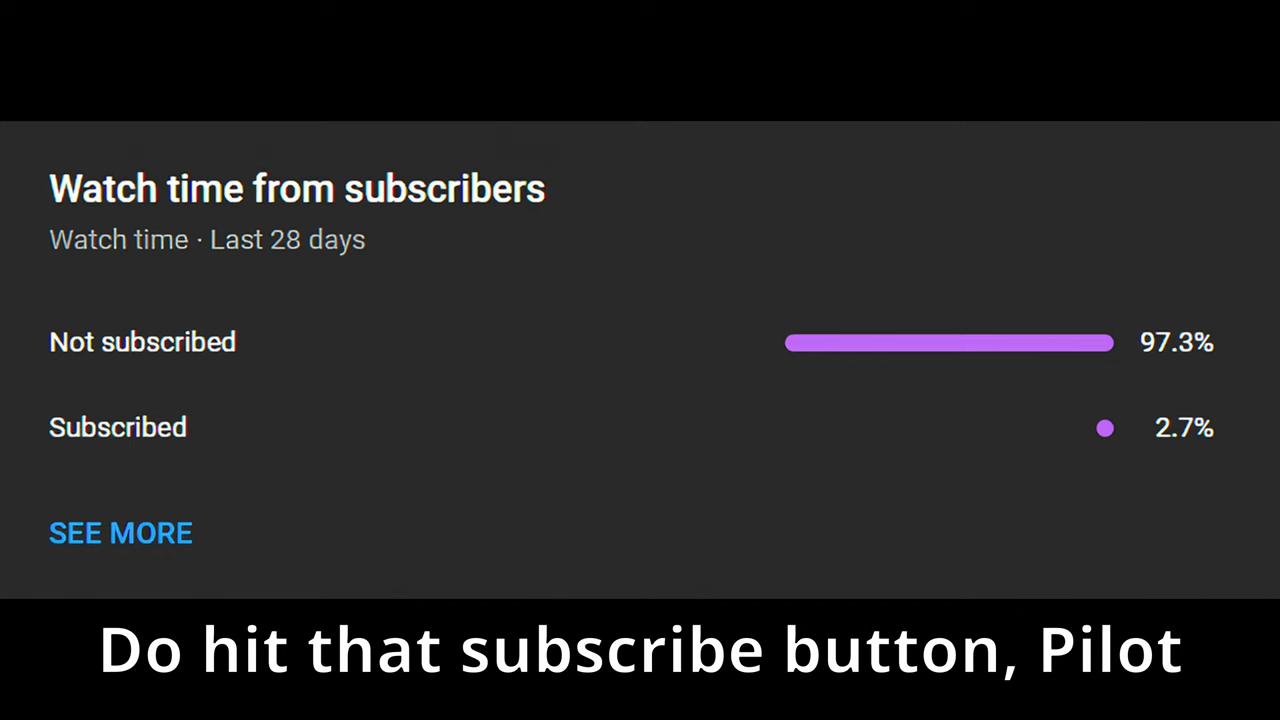 Watch time from subscribers
Watch time · Last 28 days
Not subscribed 97.3%
Subscribed 2.7%
SEE MORE
Do hit that subscribe button, Pilot